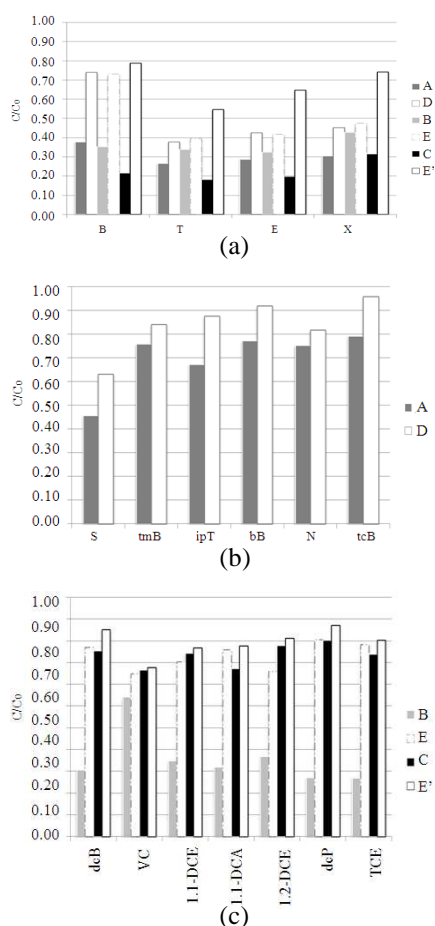 C/Co
1.00
0.90
0.80
0.70
0.60
0.50
0.40
0.30
0.20
0.10
0.00
B T E X
A
D
B
E
C
E'
(a)
C/Co
1.00
0.90
0.80
0.70
0.60
0.50
0.40
0.30
0.20
0.10
0.00
S tmB ipT bB N tcB
A
D
(b)
C/Co
1.00
0.90
0.80
0.70
0.60
0.50
0.40
0.30
0.20
0.10
0.00
dcB VC 1.1-DCE 1.1-DCA 1.2-DCE dcP TCE
B
E
C
E'
(c)